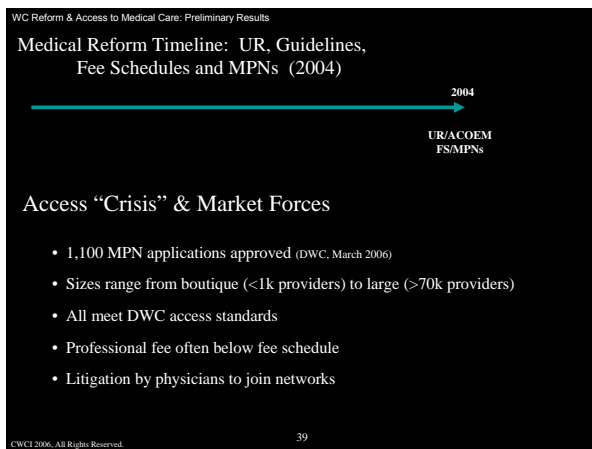 WC Reform & Access to Medical Care: Preliminary Results
Medical Reform Timeline: UR, Guidelines,
Fee Schedules and MPNs (2004)
2004
UR/ACOEM
FS/MPNs
Access “Crisis” & Market Forces
• 1,100 MPN applications approved (DWC, March 2006)
• Sizes range from boutique (<1k providers) to large (>70k providers)
• All meet DWC access standards
• Professional fee often below fee schedule
• Litigation by physicians to join networks
39
CWCI 2006, All Rights Reserved.